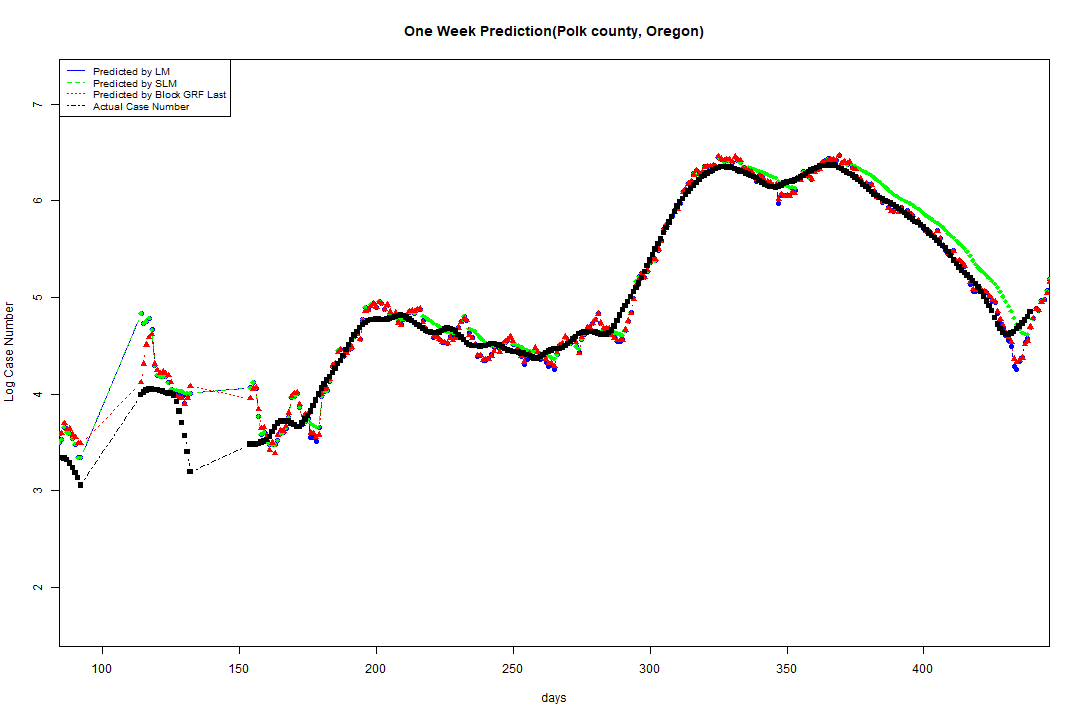 One Week Prediction(Polk county, Oregon)
Predicted by LM
Predicted by SLM
Predicted by Block GRF Last
Actual Case Number
7
6
5
4
3
2
Log Case Number
100 150 200 250 300 350 400
days